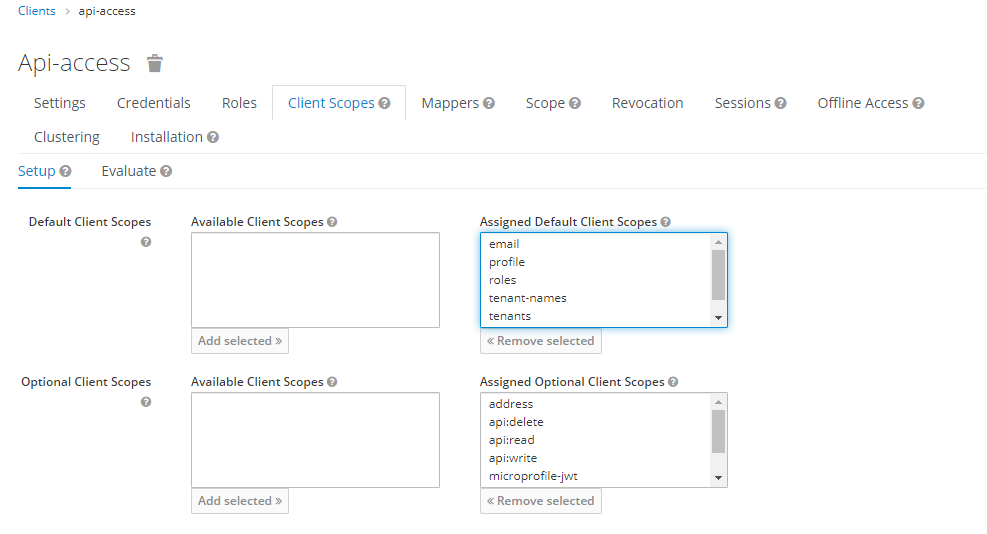 Clients › api-access
Api-access
Settings Credentials Roles Client Scopes Mappers Scope Revocation Sessions Offline Access
Clustering Installation
Setup Evaluate
Default Client Scopes Available Client Scopes Assigned Default Client Scopes
email
profile
roles
tenant-names
tenants
Add selected » « Remove selected
Optional Client Scopes Available Client Scopes Assigned Optional Client Scopes
address
api:delete
api:read
api:write
microprofile-jwt
Add selected » « Remove selected